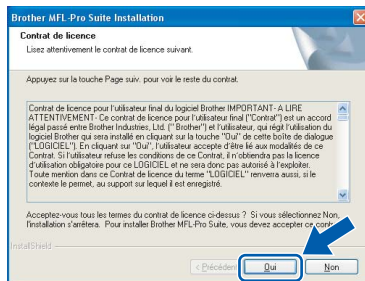 Brother MFL-Pro Suite Installation
Contrat de licence
Lisez attentivement le contrat de licence suivant.
Appuyez sur la touche Page suiv. pour voir le reste du contrat.
Contrat de licence pour l'utilisateur final du logiciel Brother IMPORTANT- A LIRE
ATTENTIVEMENT- Ce contrat de licence pour l'utilisateur final ("Contrat") est un accord
légal passé entre Brother Industries, Ltd. ("Brother") et l'utilisateur, qui régit l'utilisation du
logiciel Brother qui sera installé en cliquant sur la touche "Oui" de cette boîte de dialogue
("LOGICIEL"). En cliquant sur "Oui", l'utilisateur accepte d'être lié aux modalités de ce
Contrat. Si l'utilisateur refuse les conditions de ce Contrat, il n'obtiendra pas la licence
d'utilisation obligatoire pour ce LOGICIEL et ne sera donc pas autorisé à l'exploiter.
Toute mention dans ce Contrat de licence du terme "LOGICIEL" renverra aussi, si le
contexte le permet, au support sur lequel il est enregistré.
Acceptez-vous tous les termes du contrat de licence ci-dessus ? Si vous sélectionnez Non,
l'installation s'arrêtera. Pour installer Brother MFL-Pro Suite, vous devez accepter ce
InstallShield
< Précédent
Oui
Non